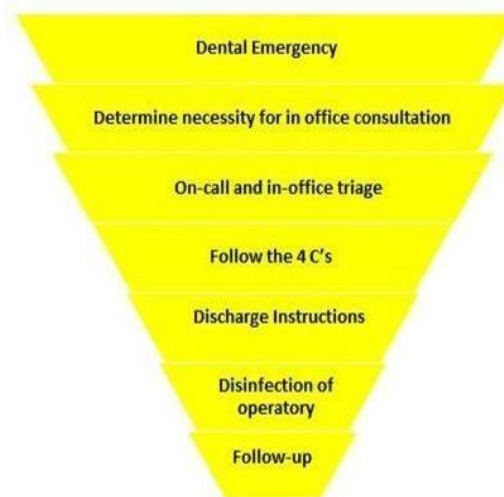 Dental Emergency
Determine necessity for in office consultation
On-call and in-office triage
Follow the 4 C's
Discharge Instructions
Disinfection of
operatory
Follow-up